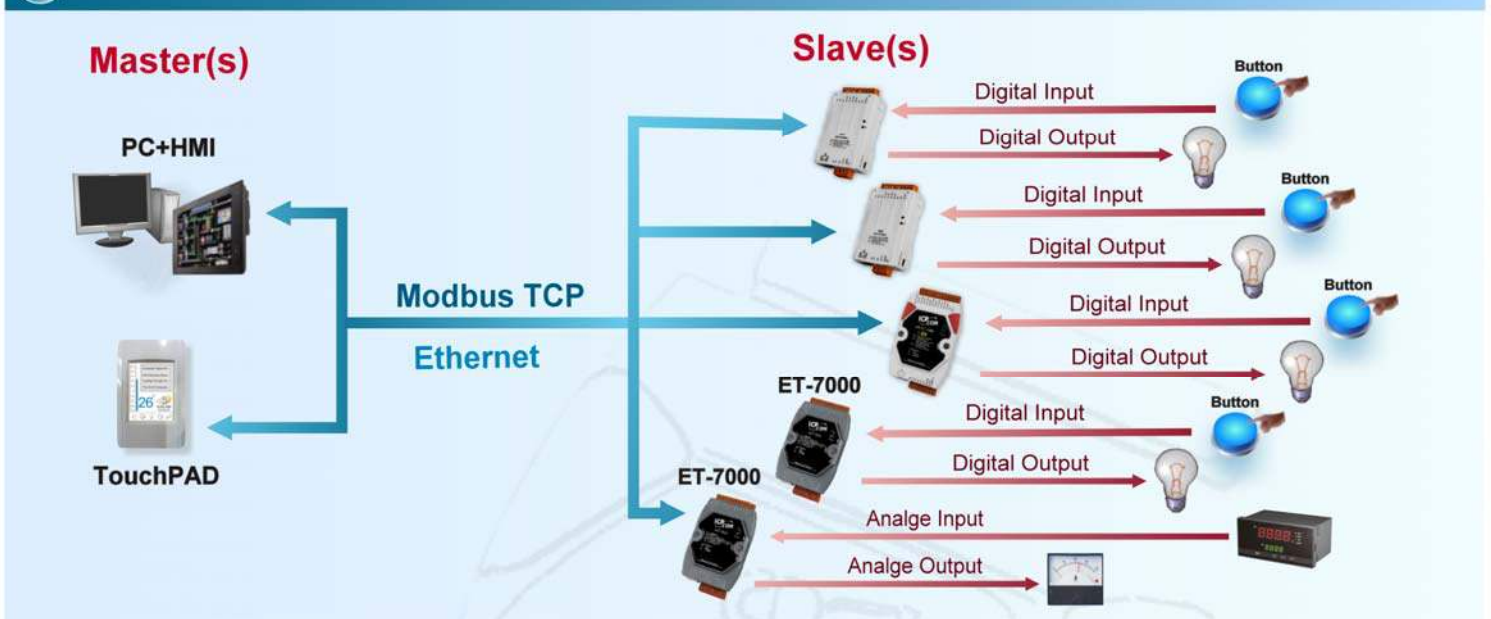 Master(s)
Slave(s)
PC+HMI
TouchPAD
Modbus TCP
Ethernet
Button
Digital Input
Digital Output
Button
Digital Input
Digital Output
Button
Digital Input
Digital Output
ET-7000
Button
Digital Input
Digital Output
ET-7000
Analge Input
Analge Output
26